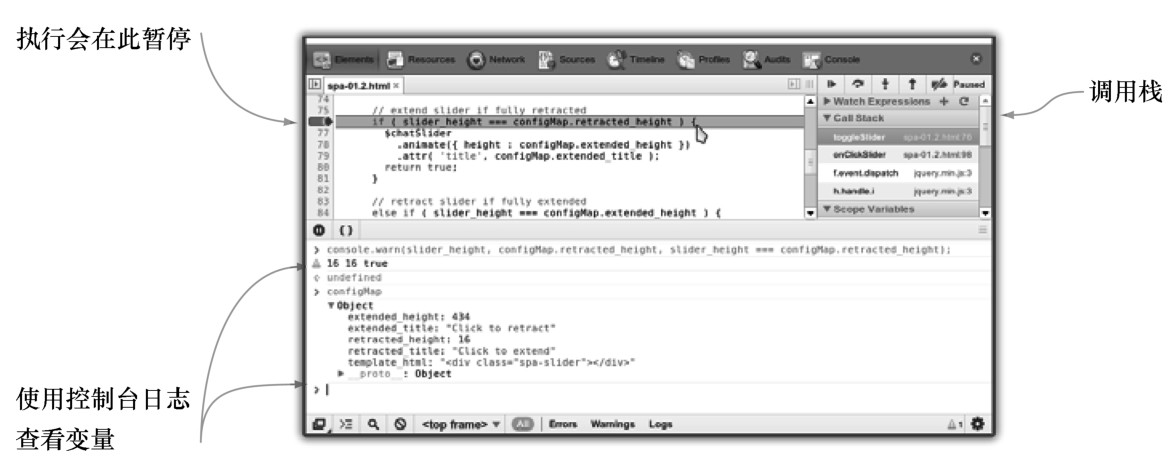 执行会在此暂停
调用栈
Elements Resources Network Sources Timeline Profiles Audits Console
spa-01.2.html × Paused
74
75 // extend slider if fully retracted
if ( slider_height === configMap.retracted_height ) {
77 $chatSlider
78 .animate({ height : configMap.extended_height })
79 .attr( 'title', configMap.extended_title );
80 return true;
81 }
82
83 // retract slider if fully extended
84 else if ( slider_height === configMap.extended_height ) {
Watch Expressions + C
Call Stack
toggleSlider spa-01.2.html:76
onClickSlider spa-01.2.html:98
f.event.dispatch jquery.min.js:3
h.handle.i jquery.min.js:3
Scope Variables
{ }
> console.warn(slider_height, configMap.retracted_height, slider_height === configMap.retracted_height);
16 16 true
undefined
> configMap
▼Object
extended_height: 434
extended_title: "Click to retract"
retracted_height: 16
retracted_title: "Click to extend"
template_html: "<div class="spa-slider"></div>"
▶ __proto__: Object
>
使用控制台日志
查看变量
<top frame> ▼ All Errors Warnings Logs 1